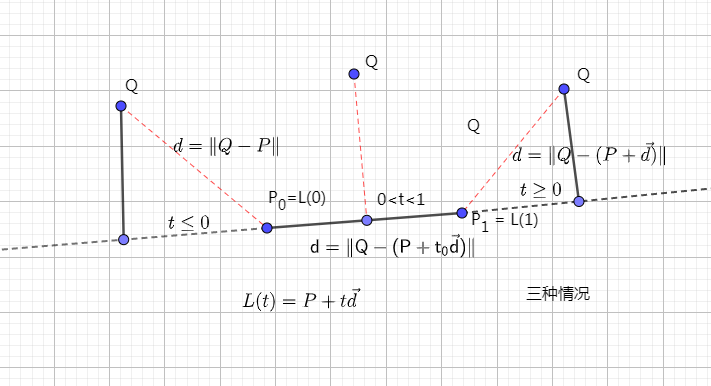 Q
Q
Q
Q
d = ‖Q − P‖
d = ‖Q − (P + d⃗)‖
t ≤ 0
P₀=L(0)
0<t<1
t ≥ 0
P₁ = L(1)
d = ‖Q − (P + t₀d⃗)‖
L(t) = P + td⃗
三种情况